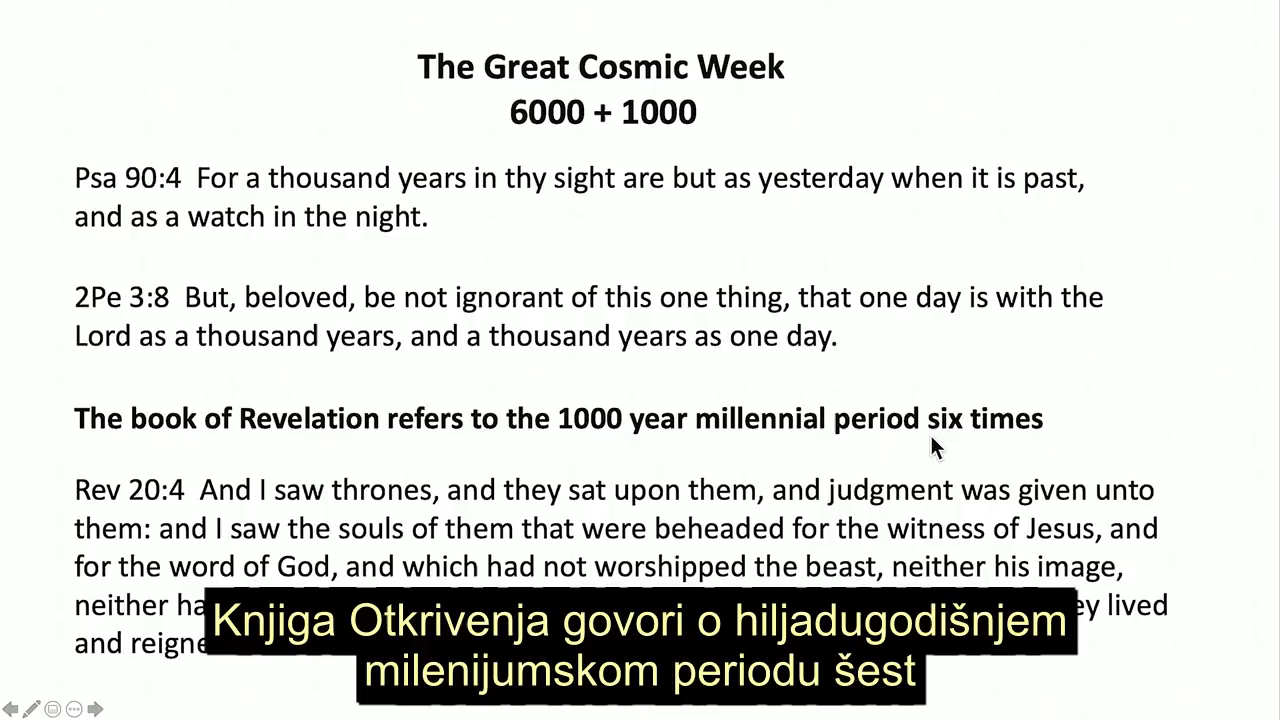 The Great Cosmic Week
6000 + 1000
Psa 90:4 For a thousand years in thy sight are but as yesterday when it is past,
and as a watch in the night.
2Pe 3:8 But, beloved, be not ignorant of this one thing, that one day is with the
Lord as a thousand years, and a thousand years as one day.
The book of Revelation refers to the 1000 year millennial period six times
Rev 20:4 And I saw thrones, and they sat upon them, and judgment was given unto
them: and I saw the souls of them that were beheaded for the witness of Jesus, and
for the word of God, and which had not worshipped the beast, neither his image,
neither lived
and
Knjiga Otkrivenja govori o hiljadugodišnjem
milenijumskom periodu šest